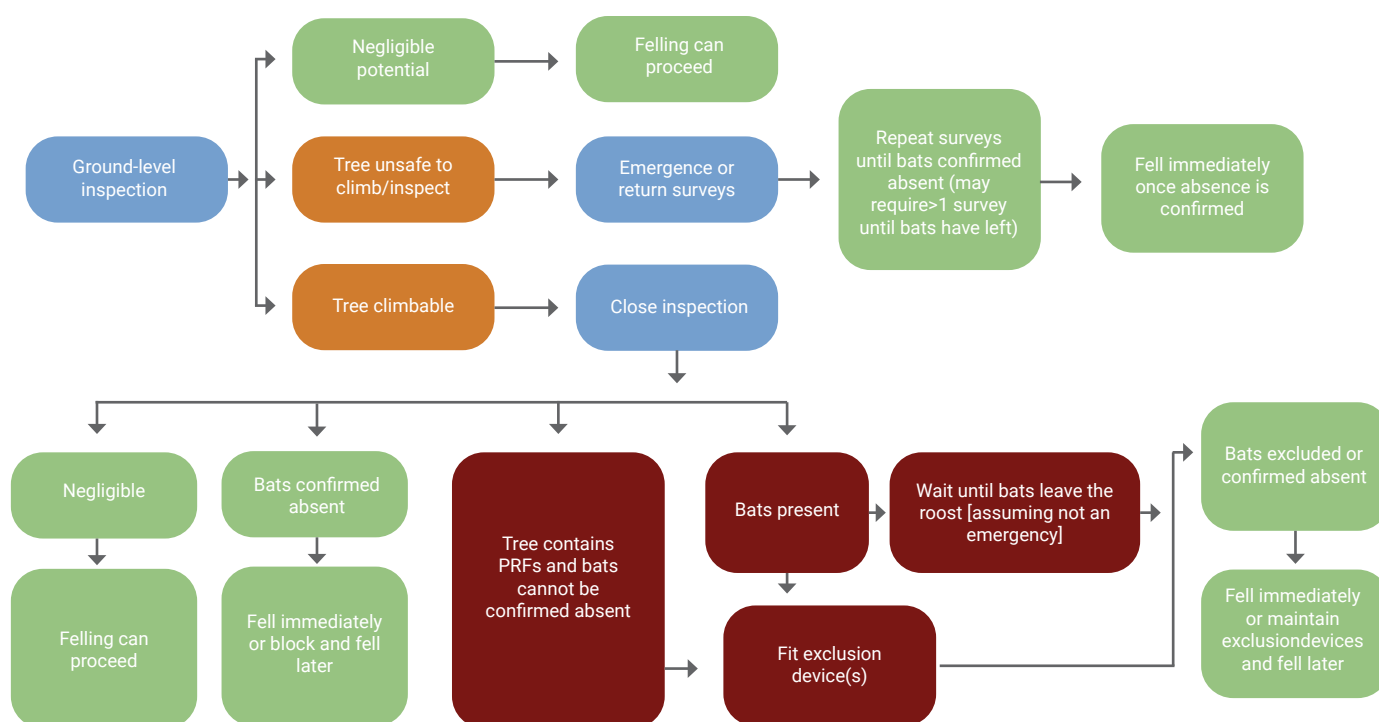 Negligible
potential
Felling can
proceed
Ground-level
inspection
Tree unsafe to
climb/inspect
Emergence or
return surveys
Repeat surveys
until bats confirmed
absent (may
require>1 survey
until bats have left)
Fell immediately
once absence is
confirmed
Tree climbable
Close inspection
Negligible
Bats confirmed
absent
Tree contains
PRFs and bats
cannot be
confirmed absent
Bats present
Wait until bats leave the
roost [assuming not an
emergency]
Bats excluded or
confirmed absent
Felling can
proceed
Fell immediately
or block and fell
later
Fit exclusion
device(s)
Fell immediately
or maintain
exclusiondevices
and fell later